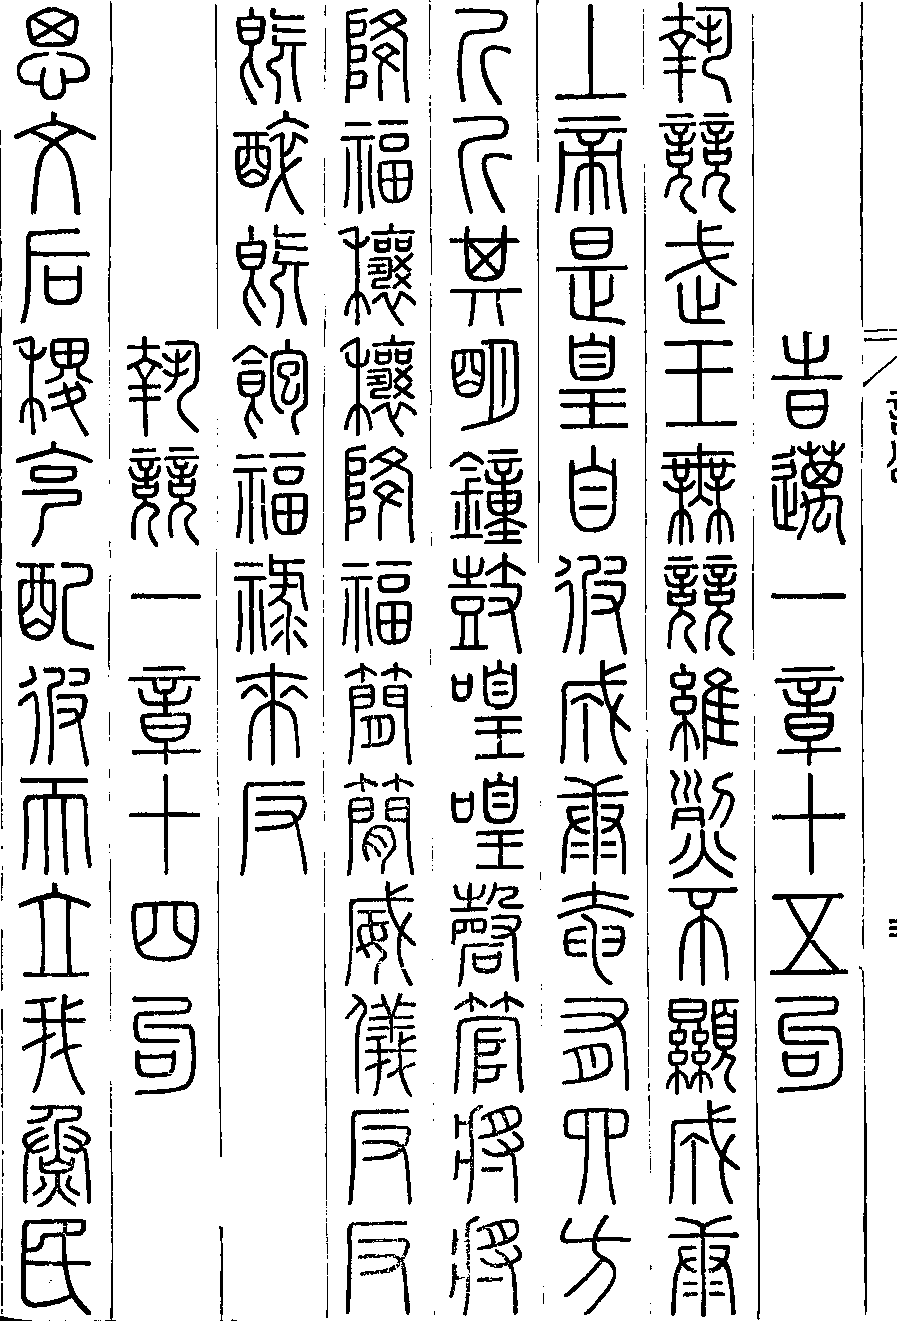 旹邁一章十五句
執競武王無競維烈不顯成康
上帝是皇自彼成康奄有四方
斤斤其明鐘鼓喤喤磬管將將
降福穰穰降福簡簡威儀反反
既醉既飽福祿來反
執競一章十四句
思文后稷克配彼天立我烝民